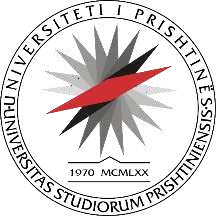 UNIVERSITETI I PRISHTINËS
UNIVERSITAS STUDIORUM PRISHTINIENSIS
1970 MCMLXX